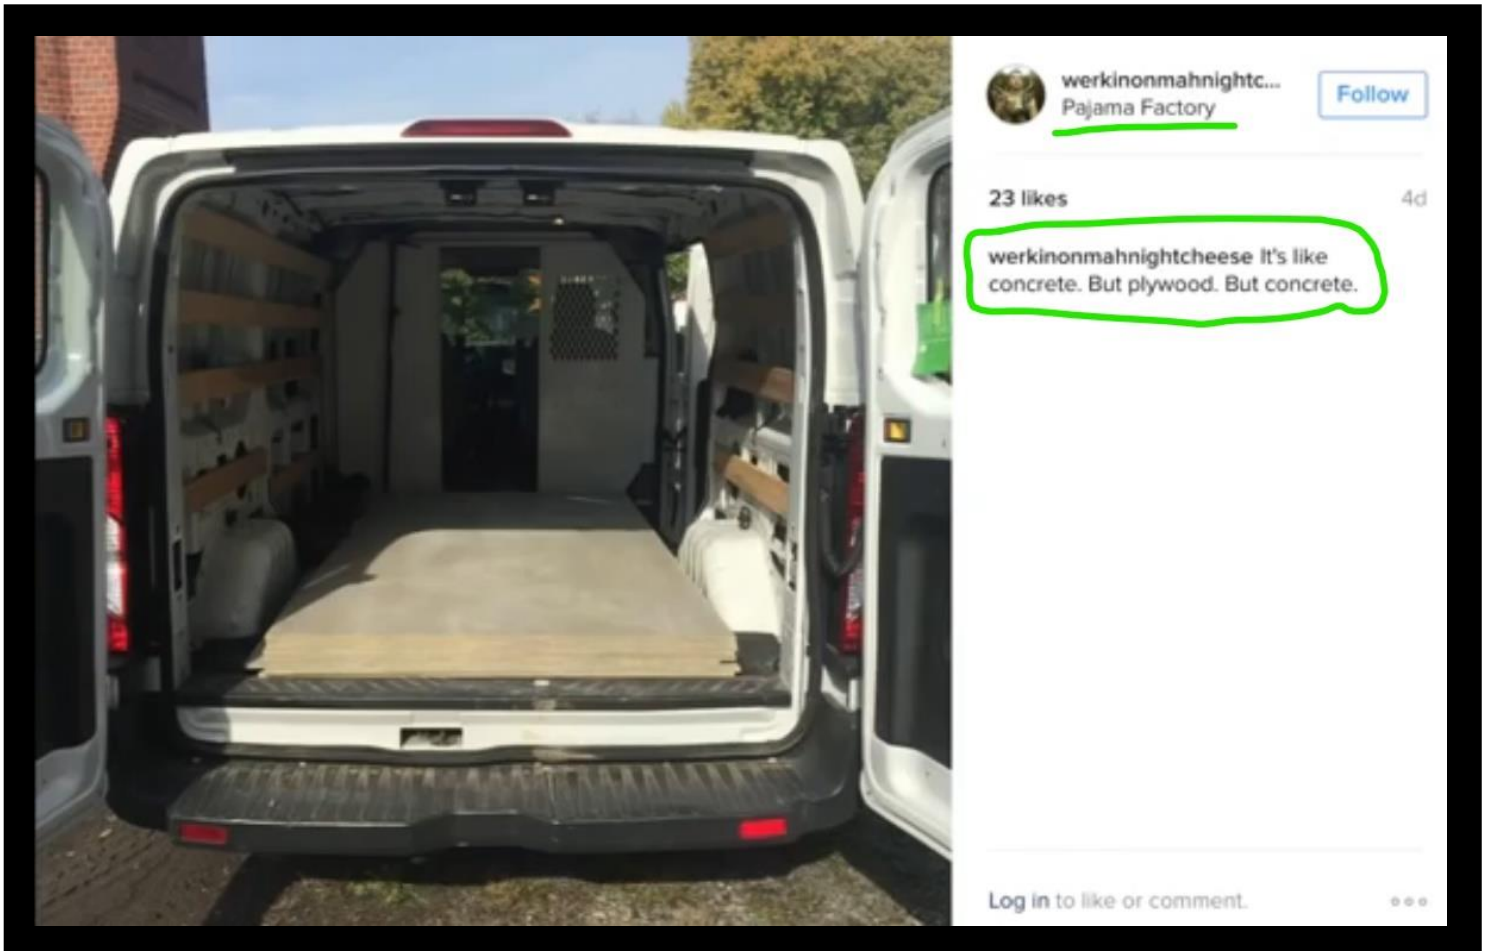 werkinonmahnightc...
Pajama Factory
Follow
23 likes
4d
werkinonmahnightcheese It's like
concrete. But plywood. But concrete.
Log in to like or comment.